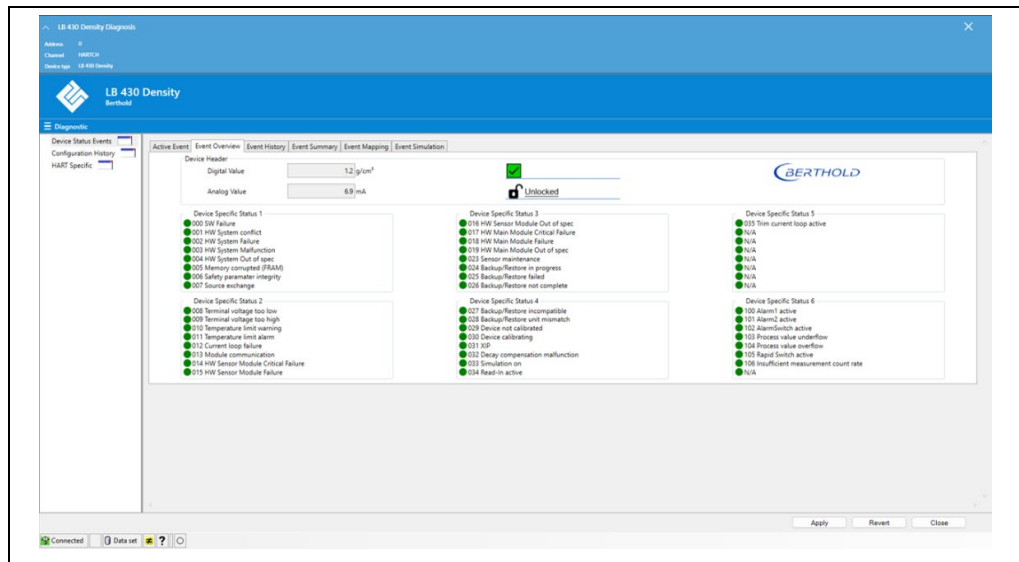 LB 430 Density Diagnosis
Address 0
Channel HARTCH
Device type LB 430 Density
LB 430 Density
Berthold
Diagnostic
Device Status Events
Configuration History
HART Specific
Active Event Event Overview Event History Event Summary Event Mapping Event Simulation
Device Header
Digital Value 1.2 g/cm³
Analog Value 6.9 mA
Unlocked
BERTHOLD
Device Specific Status 1
000 SW Failure
001 HW System conflict
002 HW System Failure
003 HW System Malfunction
004 HW System Out of spec
005 Memory corrupted (FRAM)
006 Safety paramater integrity
007 Source exchange
Device Specific Status 2
008 Terminal voltage too low
009 Terminal voltage too high
010 Temperature limit warning
011 Temperature limit alarm
012 Current loop failure
013 Module communication
014 HW Sensor Module Critical Failure
015 HW Sensor Module Failure
Device Specific Status 3
016 HW Sensor Module Out of spec
017 HW Main Module Critical Failure
018 HW Main Module Failure
019 HW Main Module Out of spec
023 Sensor maintenance
024 Backup/Restore in progress
025 Backup/Restore failed
026 Backup/Restore not complete
Device Specific Status 4
027 Backup/Restore incompatible
028 Backup/Restore unit mismatch
029 Device not calibrated
030 Device calibrating
031 XIP
032 Decay compensation malfunction
033 Simulation on
034 Read-In active
Device Specific Status 5
035 Trim current loop active
N/A
N/A
N/A
N/A
N/A
N/A
N/A
Device Specific Status 6
100 Alarm1 active
101 Alarm2 active
102 AlarmSwitch active
103 Process value underflow
104 Process value overflow
105 Rapid Switch active
106 Insufficient measurement count rate
N/A
Apply Revert Close
Connected Data set ?